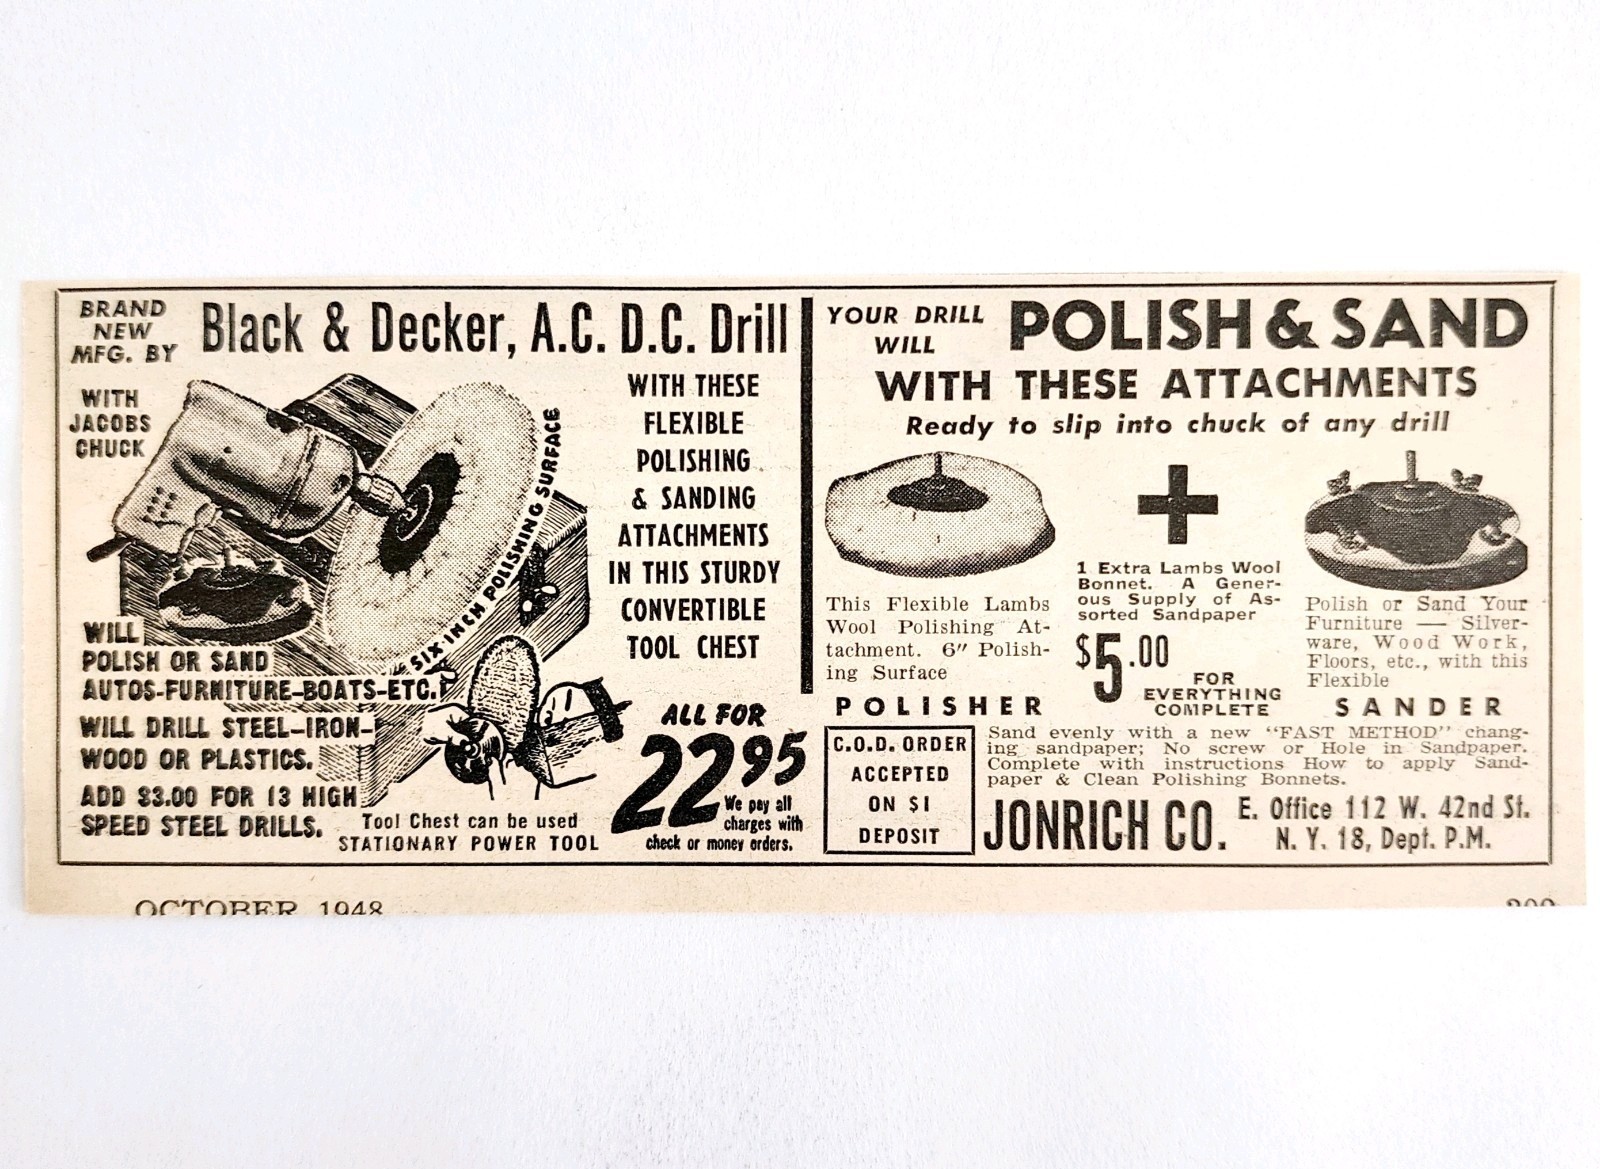 BRAND
NEW
MFG. BY
Black & Decker, A.C. D.C. Drill
WITH
JACOBS
CHUCK
SIX-INCH POLISHING SURFACE
WITH THESE
FLEXIBLE
POLISHING
& SANDING
ATTACHMENTS
IN THIS STURDY
CONVERTIBLE
TOOL CHEST
WILL
POLISH OR SAND
AUTOS-FURNITURE-BOATS-ETC.
WILL DRILL STEEL-IRON-
WOOD OR PLASTICS.
ADD $3.00 FOR 13 HIGH
SPEED STEEL DRILLS.
Tool Chest can be used
STATIONARY POWER TOOL
ALL FOR
2295
We pay all
charges with
check or money orders.
YOUR DRILL
WILL
POLISH & SAND
WITH THESE ATTACHMENTS
Ready to slip into chuck of any drill
This Flexible Lambs
Wool Polishing At-
tachment. 6" Polish-
ing Surface
POLISHER
+
1 Extra Lambs Wool
Bonnet. A Gener-
ous Supply of As-
sorted Sandpaper
$5.00
FOR
EVERYTHING
COMPLETE
Polish or Sand Your
Furniture — Silver-
ware, Wood Work,
Floors, etc., with this
Flexible
SANDER
C.O.D. ORDER
ACCEPTED
ON $1
DEPOSIT
Sand evenly with a new "FAST METHOD" chang-
ing sandpaper; No screw or Hole in Sandpaper.
Complete with instructions How to apply Sand-
paper & Clean Polishing Bonnets.
JONRICH CO.
E. Office 112 W. 42nd St.
N. Y. 18, Dept. P.M.
OCTOBER 1948